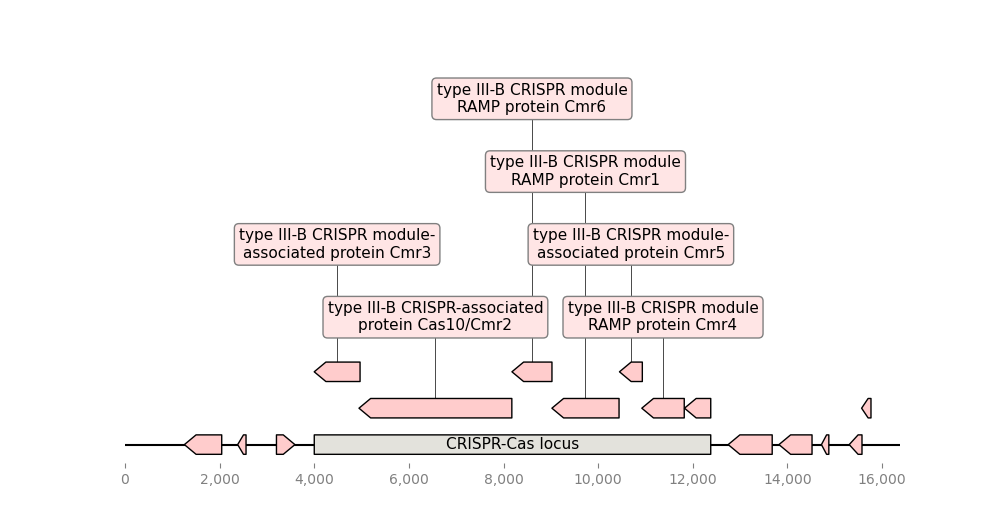 type III-B CRISPR module
RAMP protein Cmr6
type III-B CRISPR module
RAMP protein Cmr1
type III-B CRISPR module-
associated protein Cmr3
type III-B CRISPR module-
associated protein Cmr5
type III-B CRISPR-associated
protein Cas10/Cmr2
type III-B CRISPR module
RAMP protein Cmr4
CRISPR-Cas locus
0 2,000 4,000 6,000 8,000 10,000 12,000 14,000 16,000